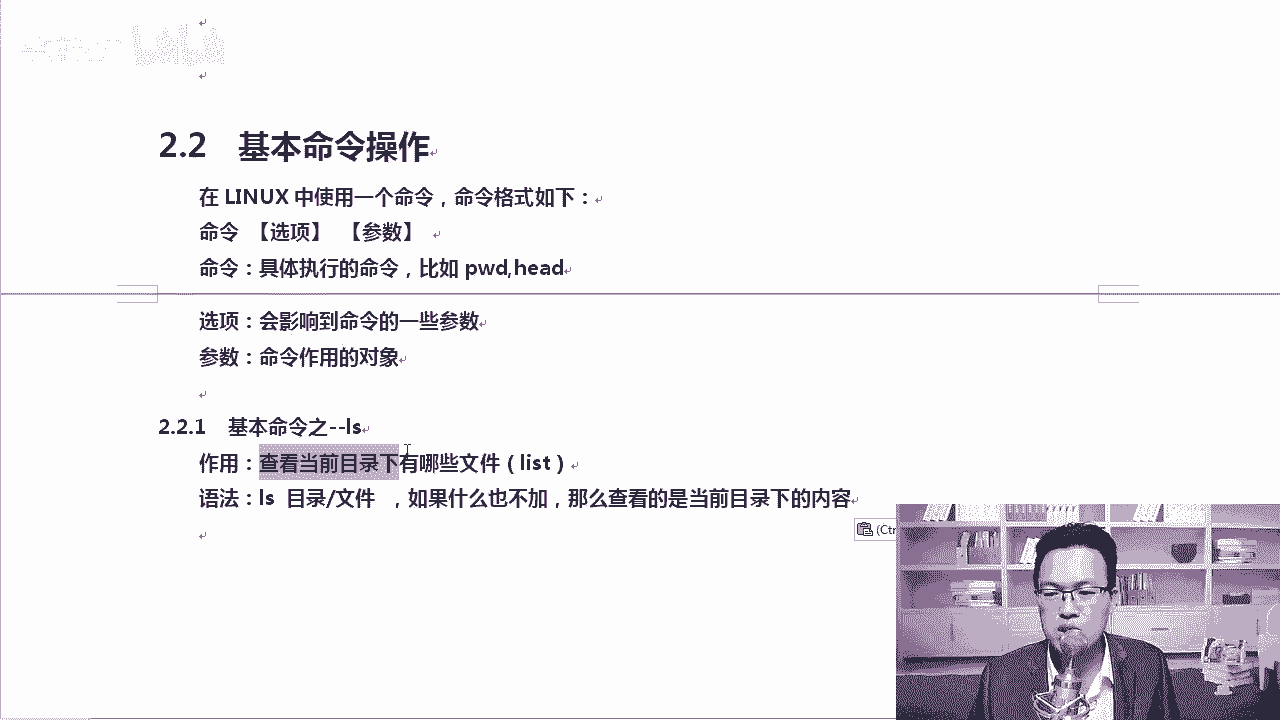 2.2 基本命令操作
在 LINUX 中使用一个命令，命令格式如下：
命令 【选项】 【参数】
命令：具体执行的命令，比如 pwd,head
选项：会影响到命令的一些参数
参数：命令作用的对象
2.2.1 基本命令之--ls
作用：查看当前目录下有哪些文件（list）
语法：ls 目录/文件 ，如果什么也不加，那么查看的是当前目录下的内容
(Ctr